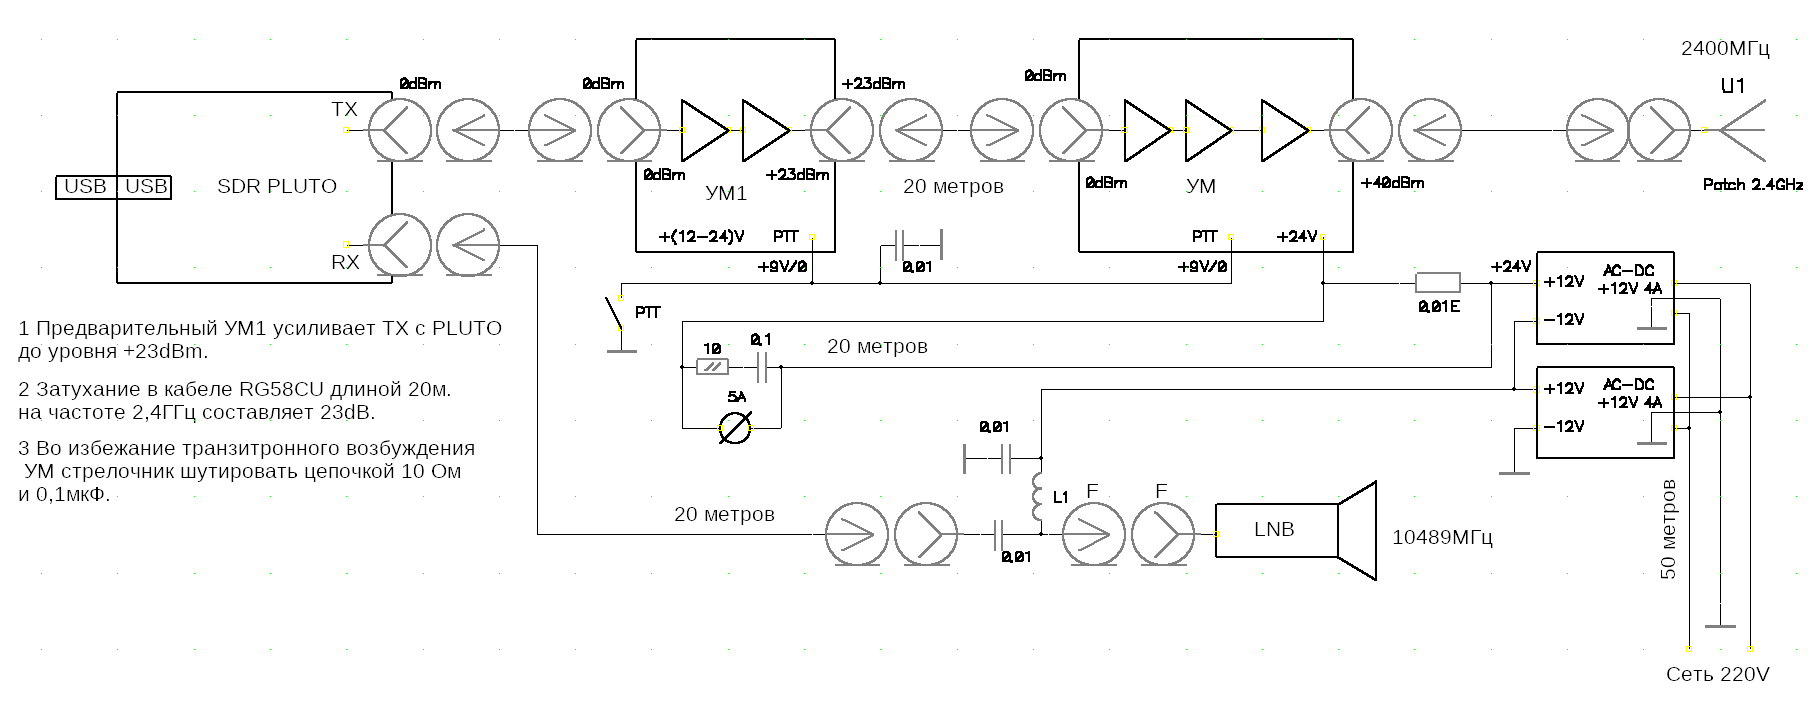 2400МГц
U1
Patch 2.4GHz
0dBm
TX
USB USB
SDR PLUTO
RX
0dBm
0dBm
УМ1
+23dBm
+23dBm
+(12-24)V PTT
+9V/0
20 метров
0dBm
0dBm
УМ
+40dBm
PTT +24V
+9V/0
0,01
PTT
+24V
0,01E
+12V
AC-DC
+12V 4A
-12V
+12V
AC-DC
+12V 4A
-12V
1 Предварительный УМ1 усиливает TX с PLUTO
до уровня +23dBm.
2 Затухание в кабеле RG58CU длиной 20м.
на частоте 2,4ГГц составляет 23dB.
3 Во избежание транзитронного возбуждения
УМ стрелочник шутировать цепочкой 10 Ом
и 0,1мкФ.
10
0,1
20 метров
5A
0,01
L1
F
F
20 метров
0,01
LNB
10489МГц
50 метров
Сеть 220V